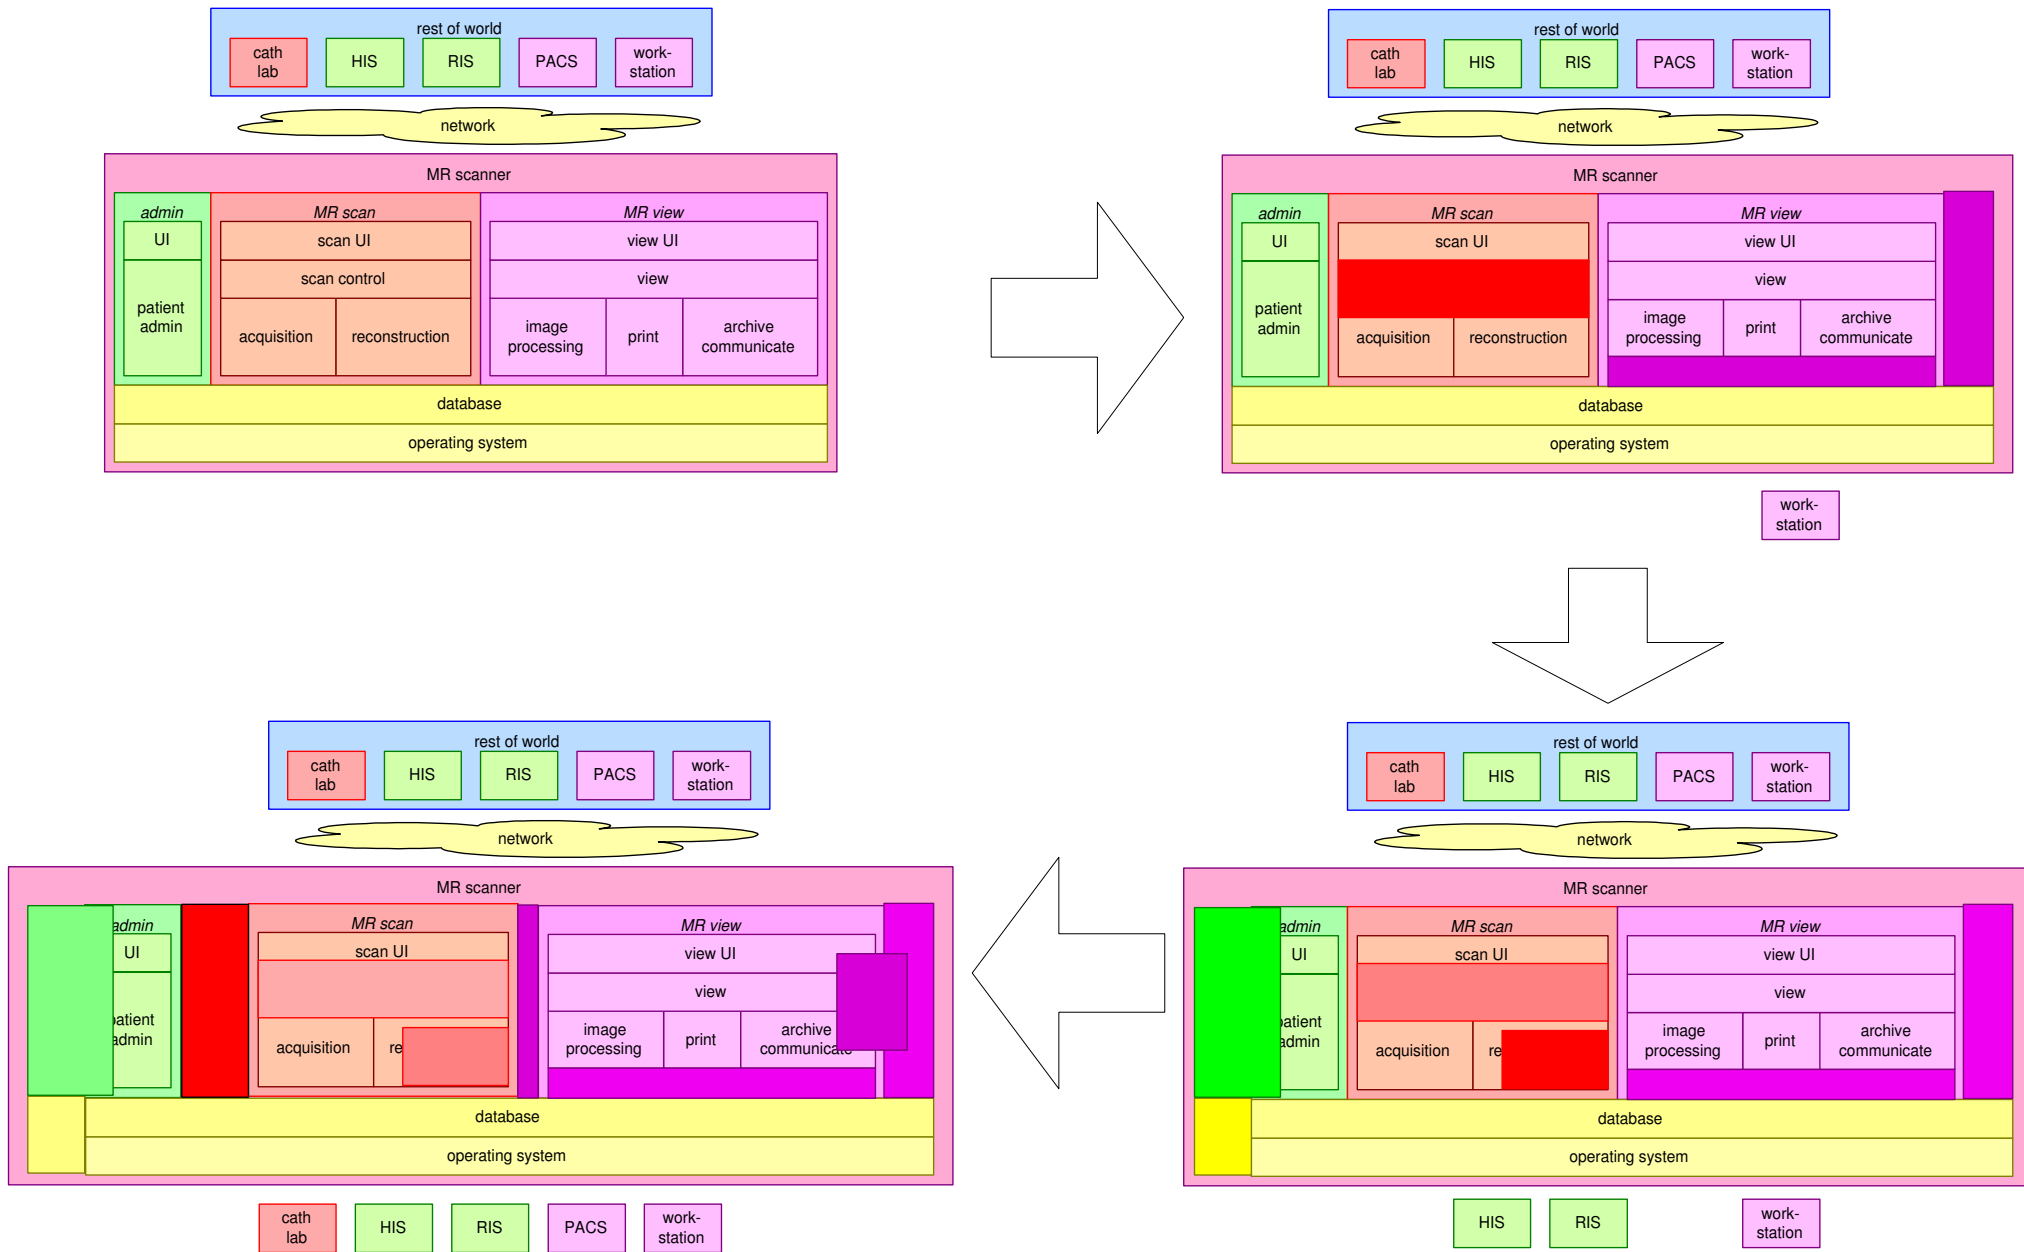 rest of world
cath
lab
HIS
RIS
PACS
work-
station
network
MR scanner
admin
MR scan
MR view
UI
scan UI
view UI
scan control
view
patient
admin
acquisition
reconstruction
image
processing
print
archive
communicate
database
operating system
rest of world
cath
lab
HIS
RIS
PACS
work-
station
network
MR scanner
admin
MR scan
MR view
UI
scan UI
view UI
view
patient
admin
acquisition
reconstruction
image
processing
print
archive
communicate
database
operating system
work-
station
rest of world
cath
lab
HIS
RIS
PACS
work-
station
network
MR scanner
admin
MR scan
MR view
UI
scan UI
view UI
view
patient
admin
acquisition
re
image
processing
print
archive
communicate
database
operating system
cath
lab
HIS
RIS
PACS
work-
station
rest of world
cath
lab
HIS
RIS
PACS
work-
station
network
MR scanner
admin
MR scan
MR view
UI
scan UI
view UI
view
patient
admin
acquisition
re
image
processing
print
archive
communicate
database
operating system
HIS
RIS
work-
station